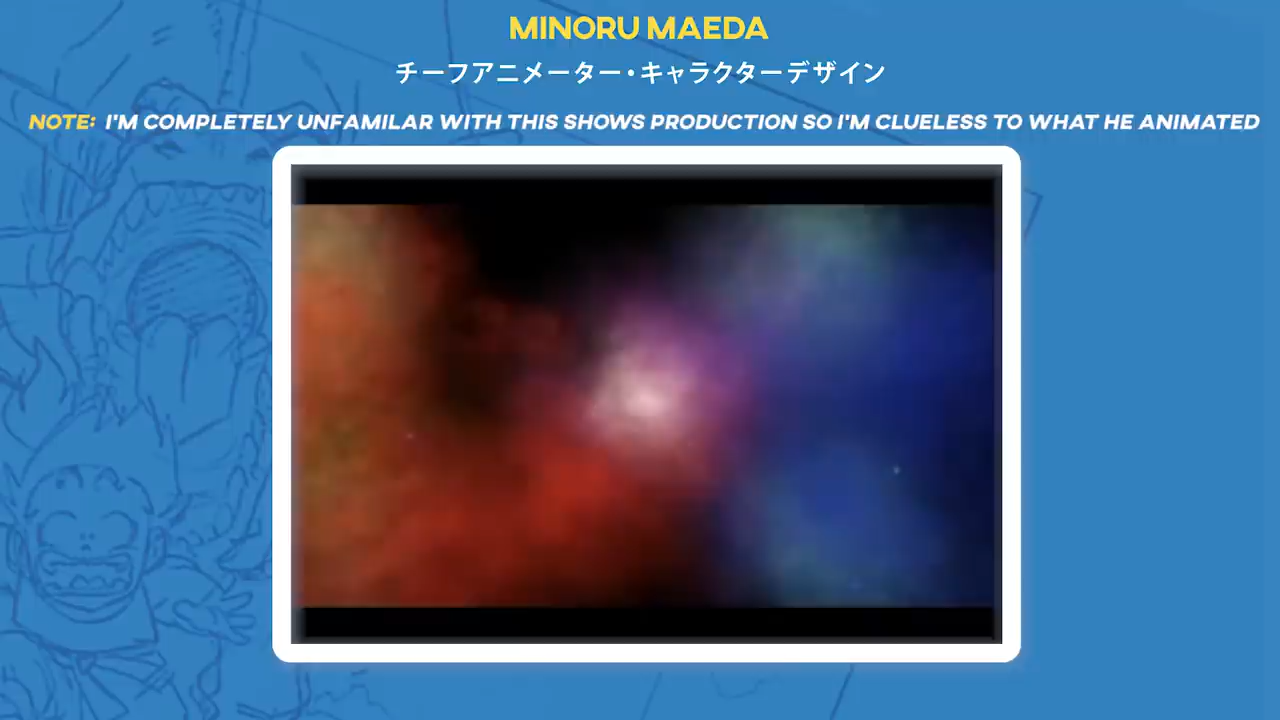 MINORU MAEDA
チーフアニメーター・キャラクターデザイン
NOTE: I'M COMPLETELY UNFAMILAR WITH THIS SHOWS PRODUCTION SO I'M CLUELESS TO WHAT HE ANIMATED